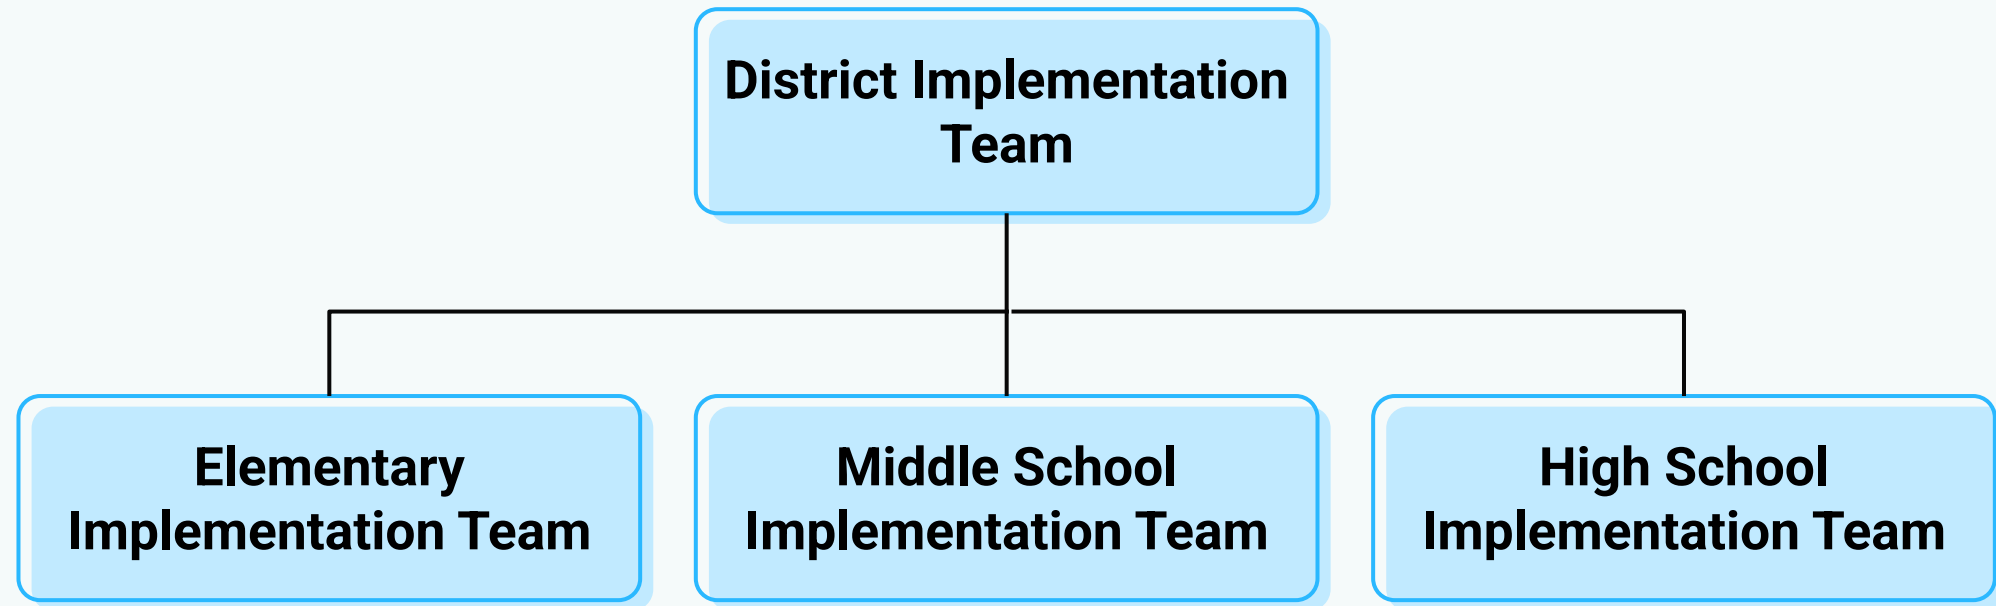 District Implementation
Team
Elementary
Implementation Team
Middle School
Implementation Team
High School
Implementation Team